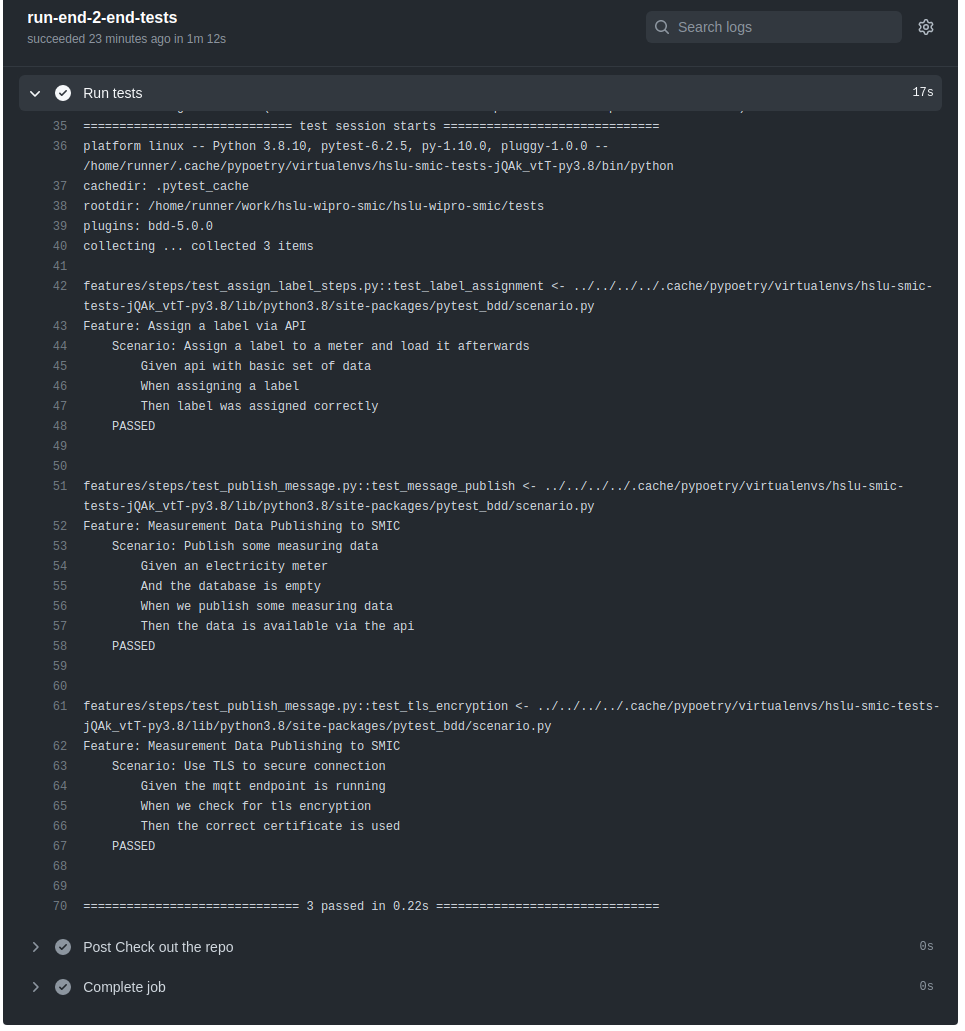 run-end-2-end-tests
succeeded 23 minutes ago in 1m 12s
Search logs
Run tests 17s
35 ============================= test session starts ==============================
36 platform linux -- Python 3.8.10, pytest-6.2.5, py-1.10.0, pluggy-1.0.0 --
/home/runner/.cache/pypoetry/virtualenvs/hslu-smic-tests-jQAk_vtT-py3.8/bin/python
37 cachedir: .pytest_cache
38 rootdir: /home/runner/work/hslu-wipro-smic/hslu-wipro-smic/tests
39 plugins: bdd-5.0.0
40 collecting ... collected 3 items
41
42 features/steps/test_assign_label_steps.py::test_label_assignment <- ../../../../.cache/pypoetry/virtualenvs/hslu-smic-
tests-jQAk_vtT-py3.8/lib/python3.8/site-packages/pytest_bdd/scenario.py
43 Feature: Assign a label via API
44 Scenario: Assign a label to a meter and load it afterwards
45 Given api with basic set of data
46 When assigning a label
47 Then label was assigned correctly
48 PASSED
49
50
51 features/steps/test_publish_message.py::test_message_publish <- ../../../../.cache/pypoetry/virtualenvs/hslu-smic-
tests-jQAk_vtT-py3.8/lib/python3.8/site-packages/pytest_bdd/scenario.py
52 Feature: Measurement Data Publishing to SMIC
53 Scenario: Publish some measuring data
54 Given an electricity meter
55 And the database is empty
56 When we publish some measuring data
57 Then the data is available via the api
58 PASSED
59
60
61 features/steps/test_publish_message.py::test_tls_encryption <- ../../../../.cache/pypoetry/virtualenvs/hslu-smic-tests-
jQAk_vtT-py3.8/lib/python3.8/site-packages/pytest_bdd/scenario.py
62 Feature: Measurement Data Publishing to SMIC
63 Scenario: Use TLS to secure connection
64 Given the mqtt endpoint is running
65 When we check for tls encryption
66 Then the correct certificate is used
67 PASSED
68
69
70 ============================== 3 passed in 0.22s ===============================
Post Check out the repo 0s
Complete job 0s